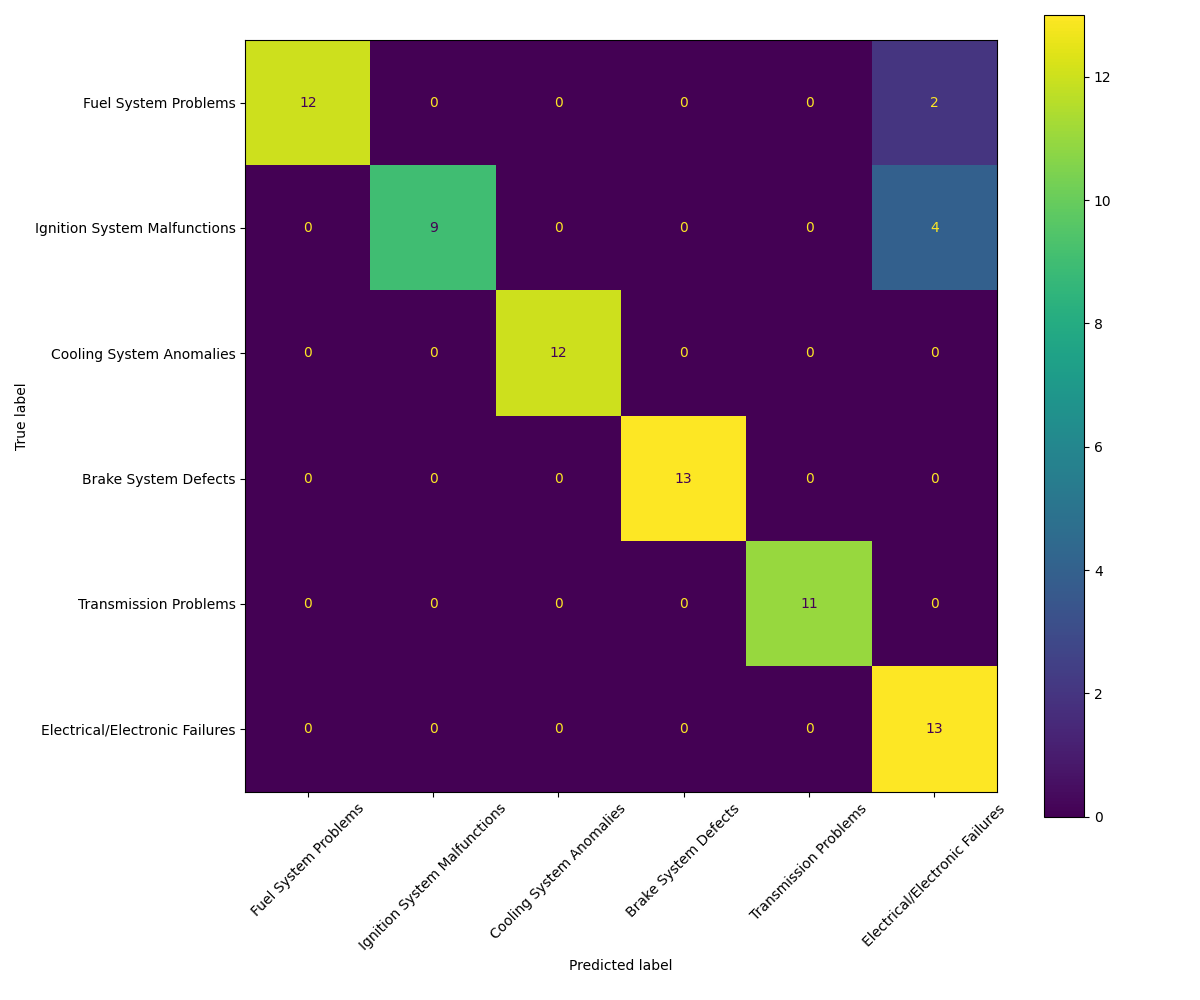 Fuel System Problems 12 0 0 0 0 2
Ignition System Malfunctions 0 9 0 0 0 4
Cooling System Anomalies 0 0 12 0 0 0
Brake System Defects 0 0 0 13 0 0
Transmission Problems 0 0 0 0 11 0
Electrical/Electronic Failures 0 0 0 0 0 13
True label
Fuel System Problems
Ignition System Malfunctions
Cooling System Anomalies
Brake System Defects
Transmission Problems
Electrical/Electronic Failures
Predicted label
12
10
8
6
4
2
0